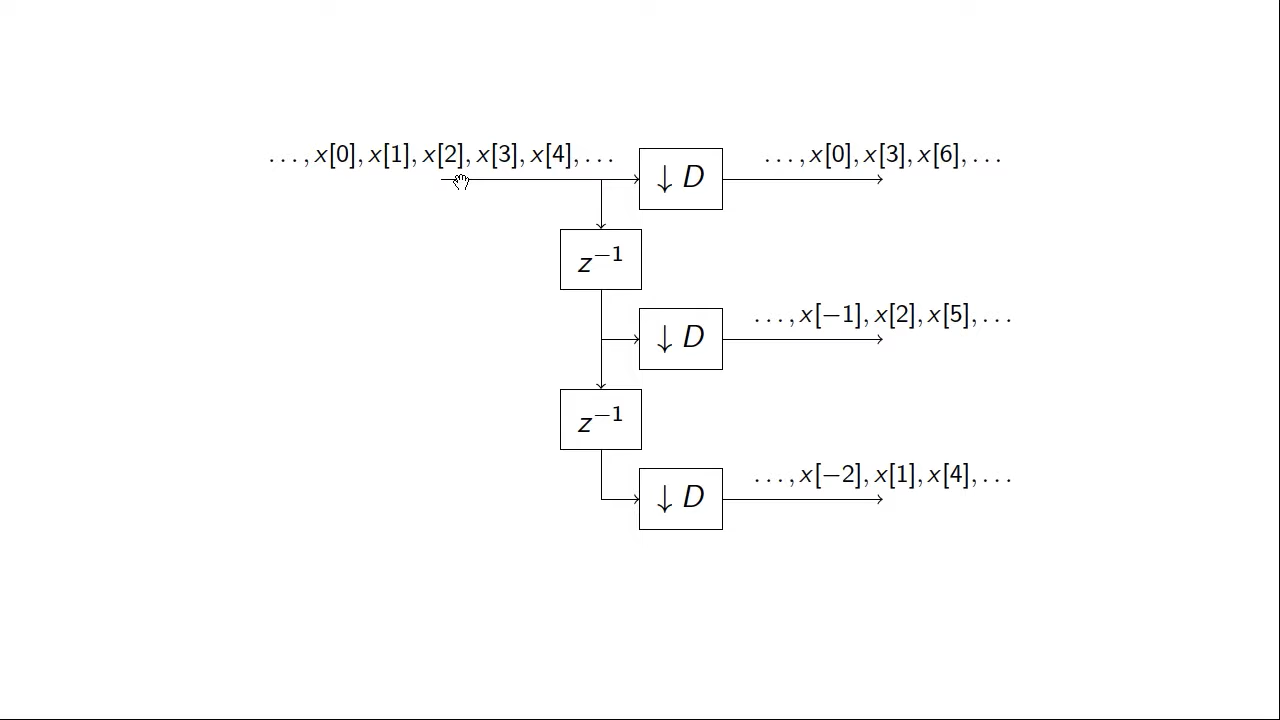 ..., x[0], x[1], x[2], x[3], x[4], ...
↓ D
..., x[0], x[3], x[6], ...
z⁻¹
↓ D
..., x[−1], x[2], x[5], ...
z⁻¹
↓ D
..., x[−2], x[1], x[4], ...